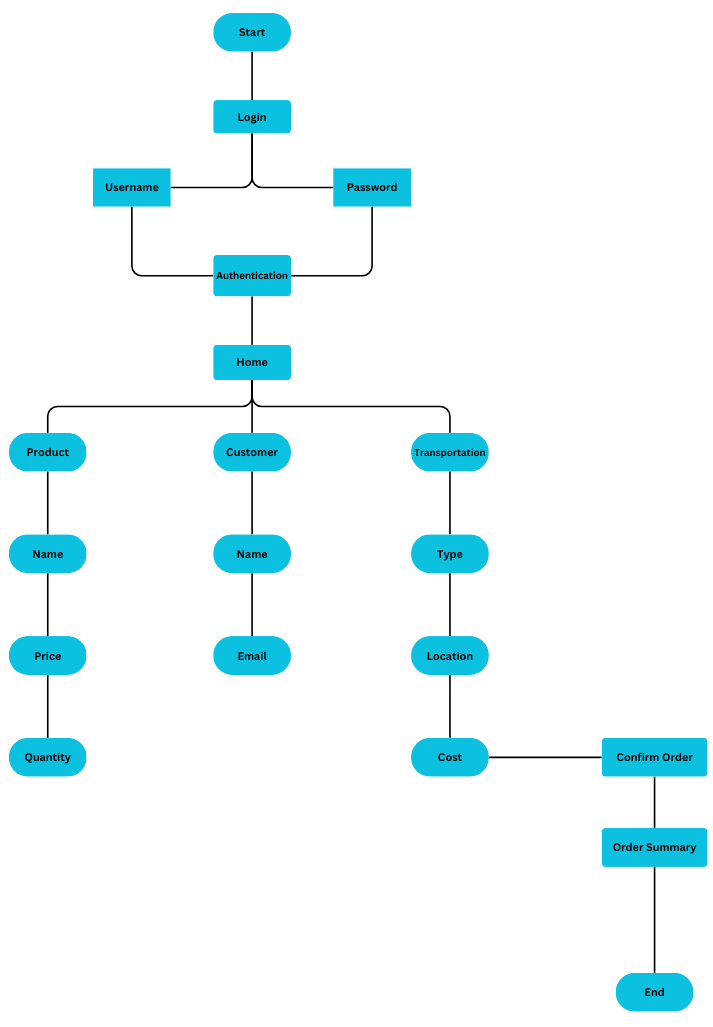 Start
Login
Username
Password
Authentication
Home
Product
Customer
Transportation
Name
Name
Type
Price
Email
Location
Quantity
Cost
Confirm Order
Order Summary
End